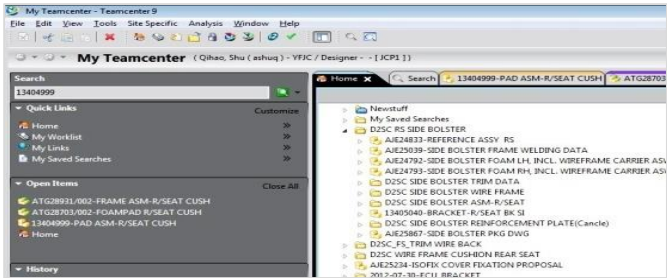 My Teamcenter - Teamcenter 9
File Edit View Tools Site Specific Analysis Window Help
My Teamcenter ( Qihao, Shu ( ashuq ) - YFJC / Designer - - [ JCP1 ] )
Search
13404999
Quick Links Customize
Home
My Worklist
My Links
My Saved Searches
Open Items Close All
ATG28931/002-FRAME ASM-R/SEAT CUSH
ATG28703/002-FOAMPAD R/SEAT CUSH
13404999-PAD ASM-R/SEAT CUSH
Home
History
Home Search 13404999-PAD ASM-R/SEAT CUSH ATG28703
Newstuff
My Saved Searches
D2SC RS SIDE BOLSTER
AJE24833-REFERENCE ASSY RS
AJE25039-SIDE BOLSTER FRAME WELDING DATA
AJE24792-SIDE BOLSTER FOAM LH, INCL. WIREFRAME CARRIER AS
AJE24793-SIDE BOLSTER FOAM RH, INCL. WIREFRAME CARRIER AS
D2SC SIDE BOLSTER TRIM DATA
D2SC SIDE BOLSTER WIRE FRAME
D2SC SIDE BOLSTER ASM-R/SEAT
13405040-BRACKET-R/SEAT BK SI
D2SC SIDE BOLSTER REINFORCEMENT PLATE(Cancle)
AJE25867-SIDE BOLSTER PKG DWG
D2SC_FS_TRIM WIRE BACK
D2SC WIRE FRAME CUSHION REAR SEAT
AJE25234-ISOFIX COVER FIXATION PROPOSAL
2012-07-30-ECU BRACKET